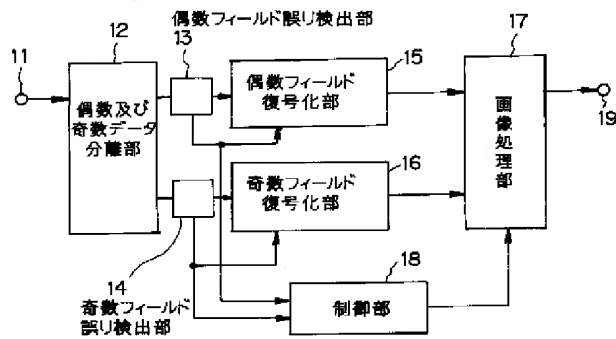 偶数フィールド誤り検出部
11
12
13
15
17
偶数及び
奇数データ
分離部
偶数フィールド
復号化部
画像処理部
19
16
奇数フィールド
復号化部
14
奇数フィールド
誤り検出部
18
制御部